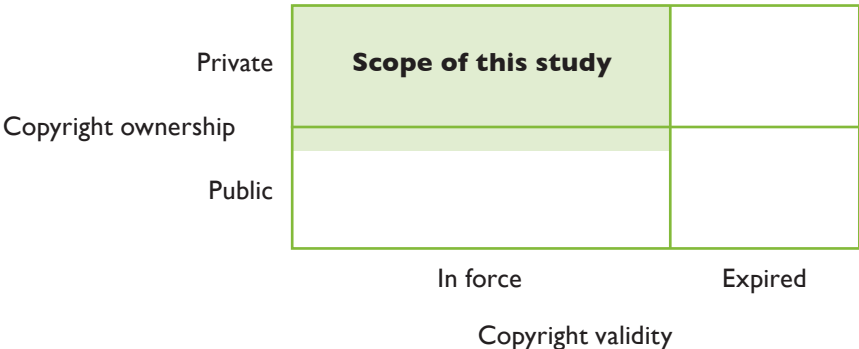 Private
Scope of this study
Copyright ownership
Public
In force
Expired
Copyright validity